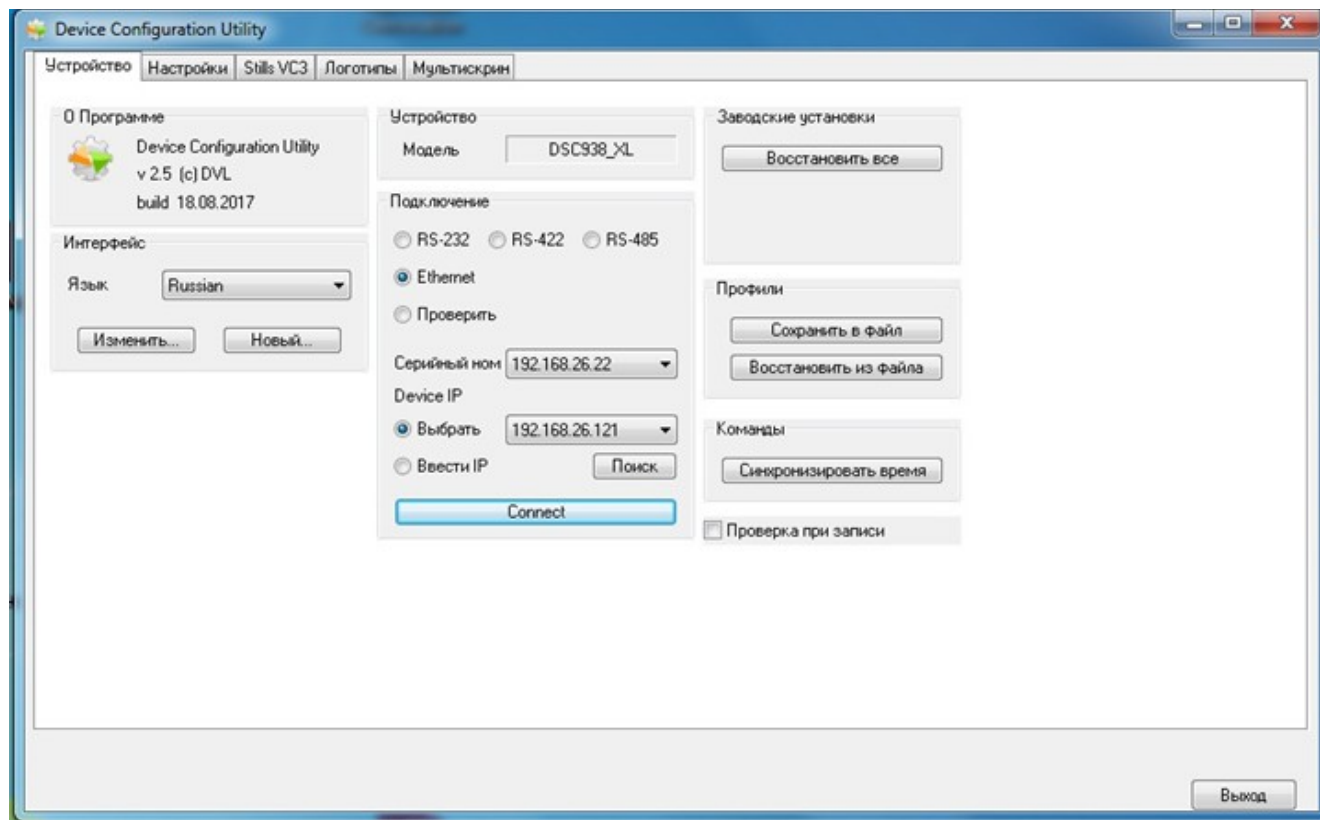 Device Configuration Utility
Устройство Настройки Stills VC3 Логотипы Мультискрин
О Программе
Device Configuration Utility
v 2.5 (c) DVL
build 18.08.2017
Интерфейс
Язык Russian
Изменить... Новый...
Устройство
Модель DSC938_XL
Подключение
RS-232 RS-422 RS-485
Ethernet
Проверить
Серийный ном 192.168.26.22
Device IP
Выбрать 192.168.26.121
Ввести IP Поиск
Connect
Заводские установки
Восстановить все
Профили
Сохранить в файл
Восстановить из файла
Команды
Синхронизировать время
Проверка при записи
Выход